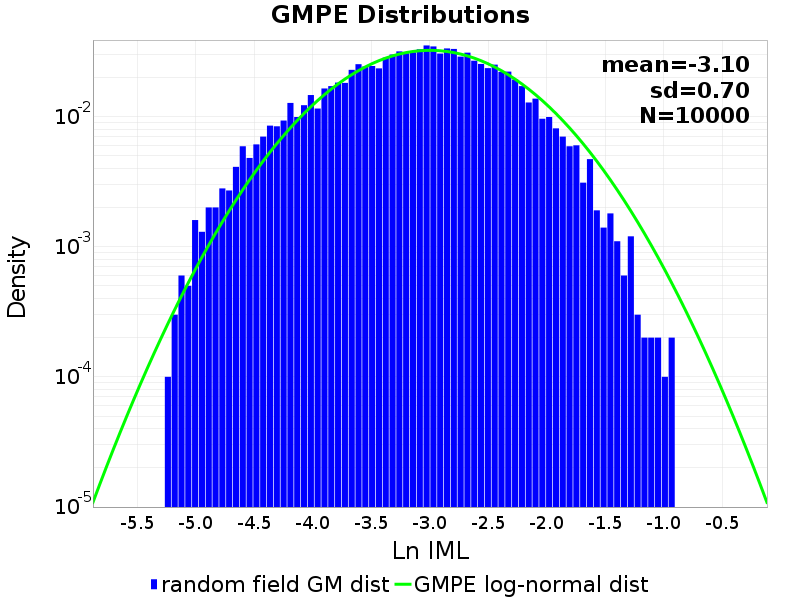 GMPE Distributions
mean=-3.10
sd=0.70
N=10000
Density
10-2
10-3
10-4
10-5
-5.5 -5.0 -4.5 -4.0 -3.5 -3.0 -2.5 -2.0 -1.5 -1.0 -0.5
Ln IML
random field GM dist GMPE log-normal dist